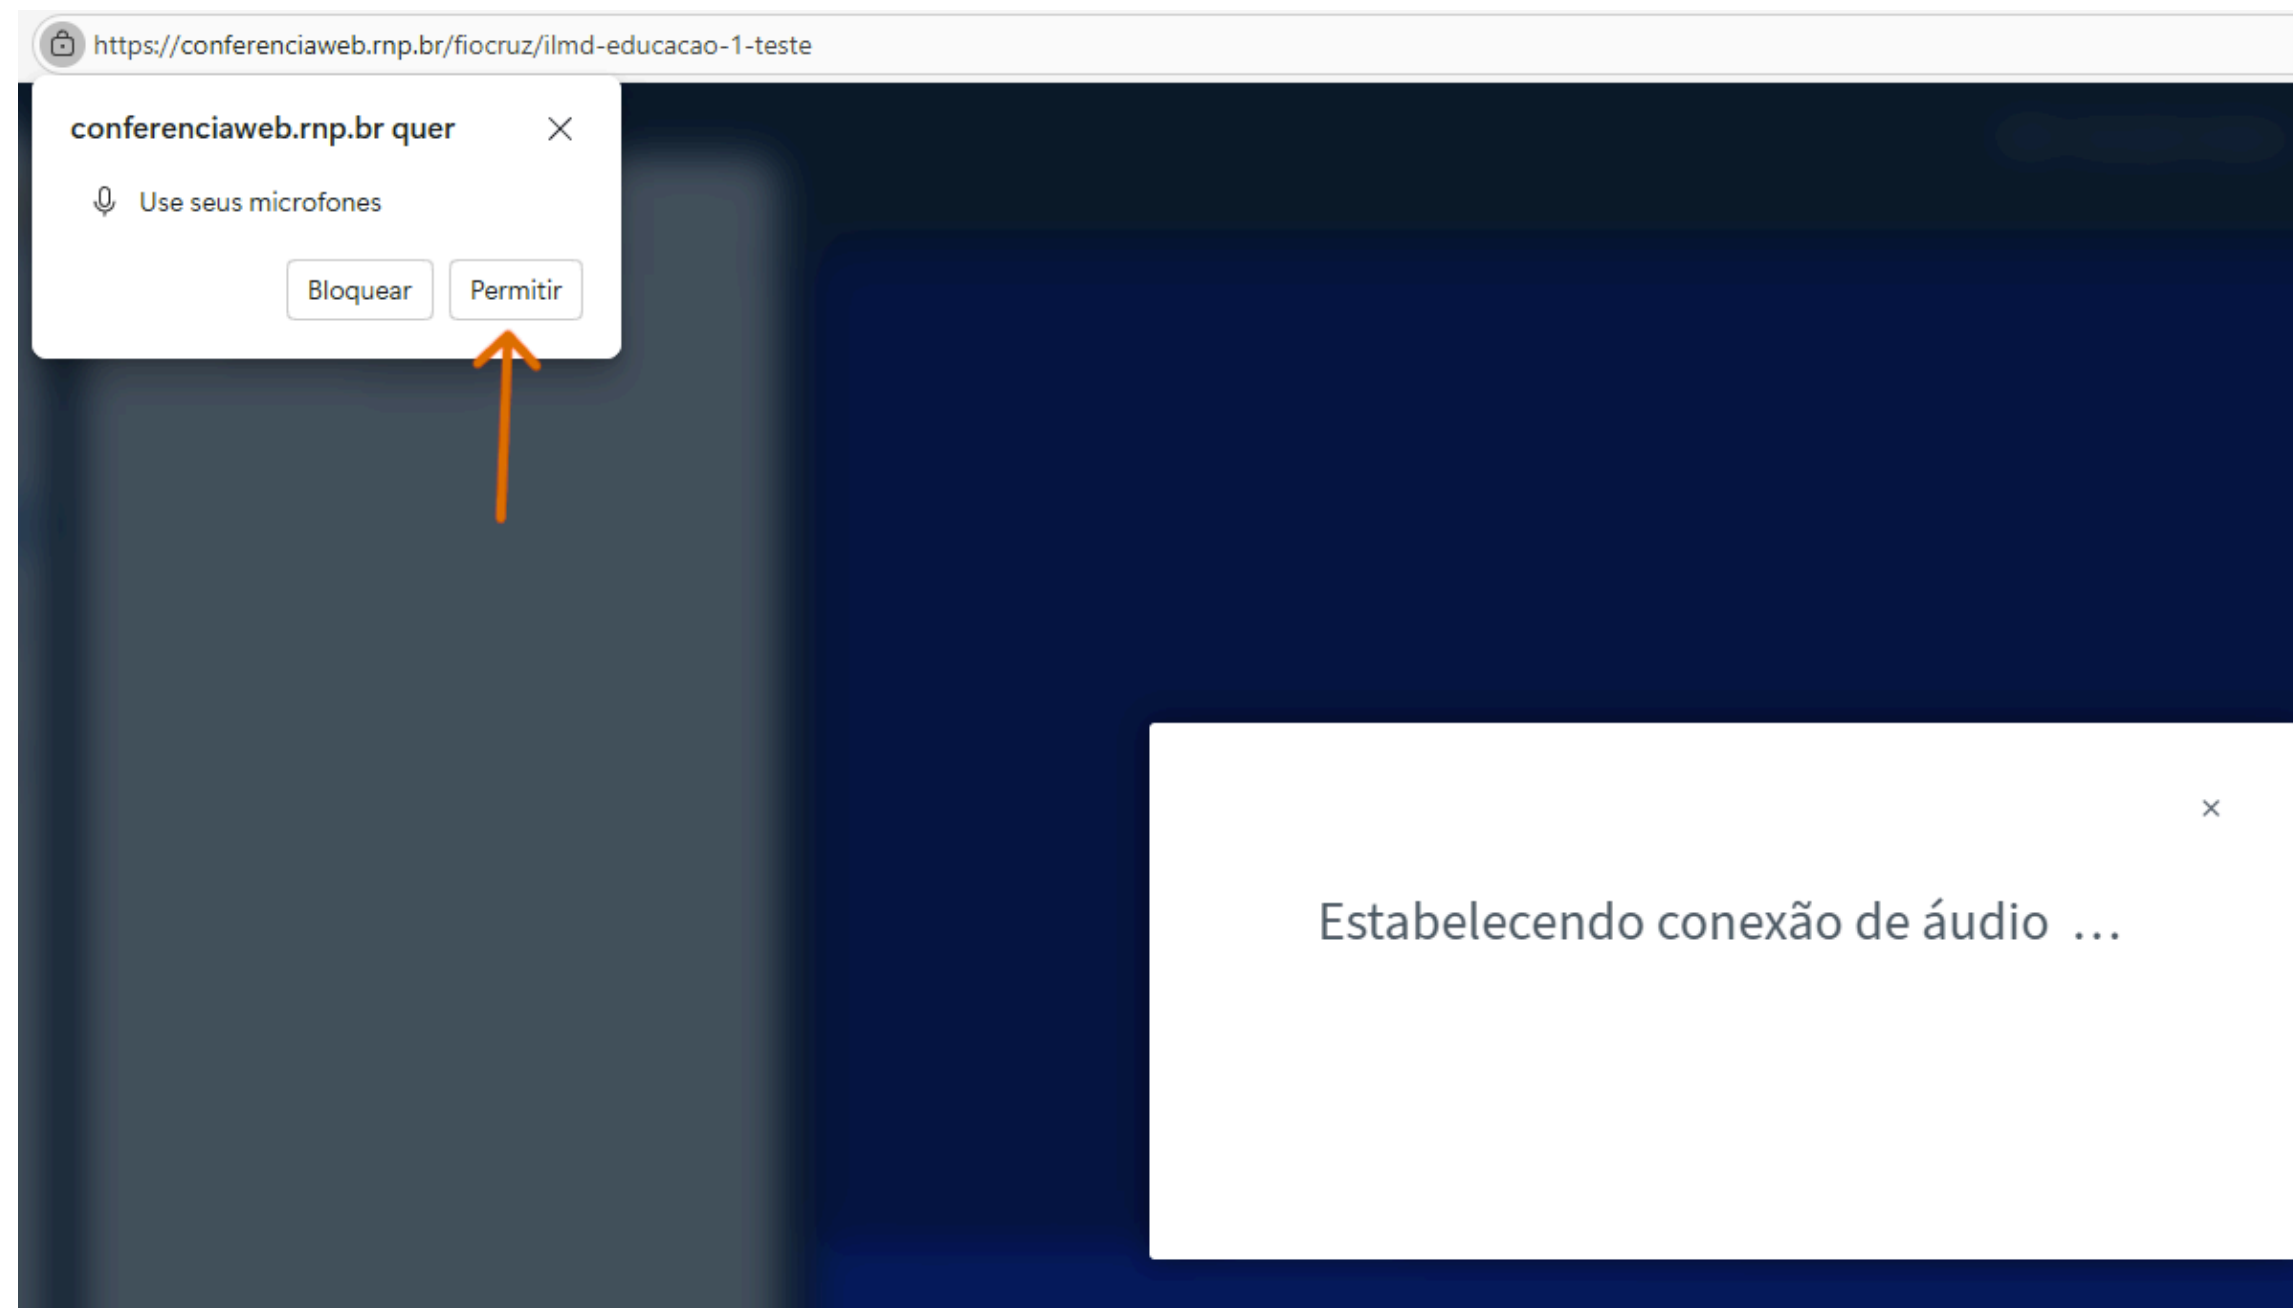 https://conferenciaweb.rnp.br/fiocruz/ilmd-educacao-1-teste
conferenciaweb.rnp.br quer
Use seus microfones
Bloquear Permitir
Estabelecendo conexão de áudio ...